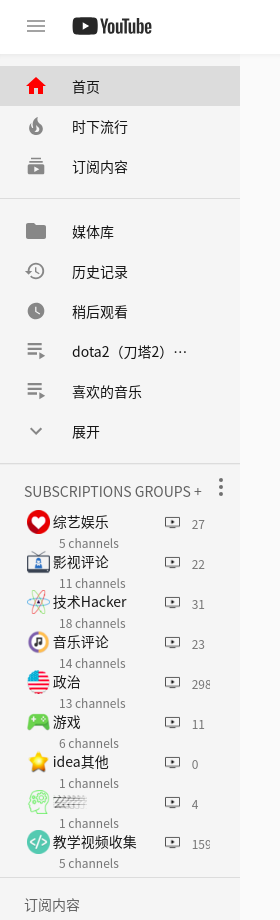 YouTube
首页
时下流行
订阅内容
媒体库
历史记录
稍后观看
dota2（刀塔2）…
喜欢的音乐
展开
SUBSCRIPTIONS GROUPS +
综艺娱乐 27
5 channels
影视评论 22
11 channels
技术Hacker 31
18 channels
音乐评论 23
14 channels
政治 298
13 channels
游戏 11
6 channels
idea其他 0
1 channels
4
1 channels
教学视频收集 159
5 channels
订阅内容